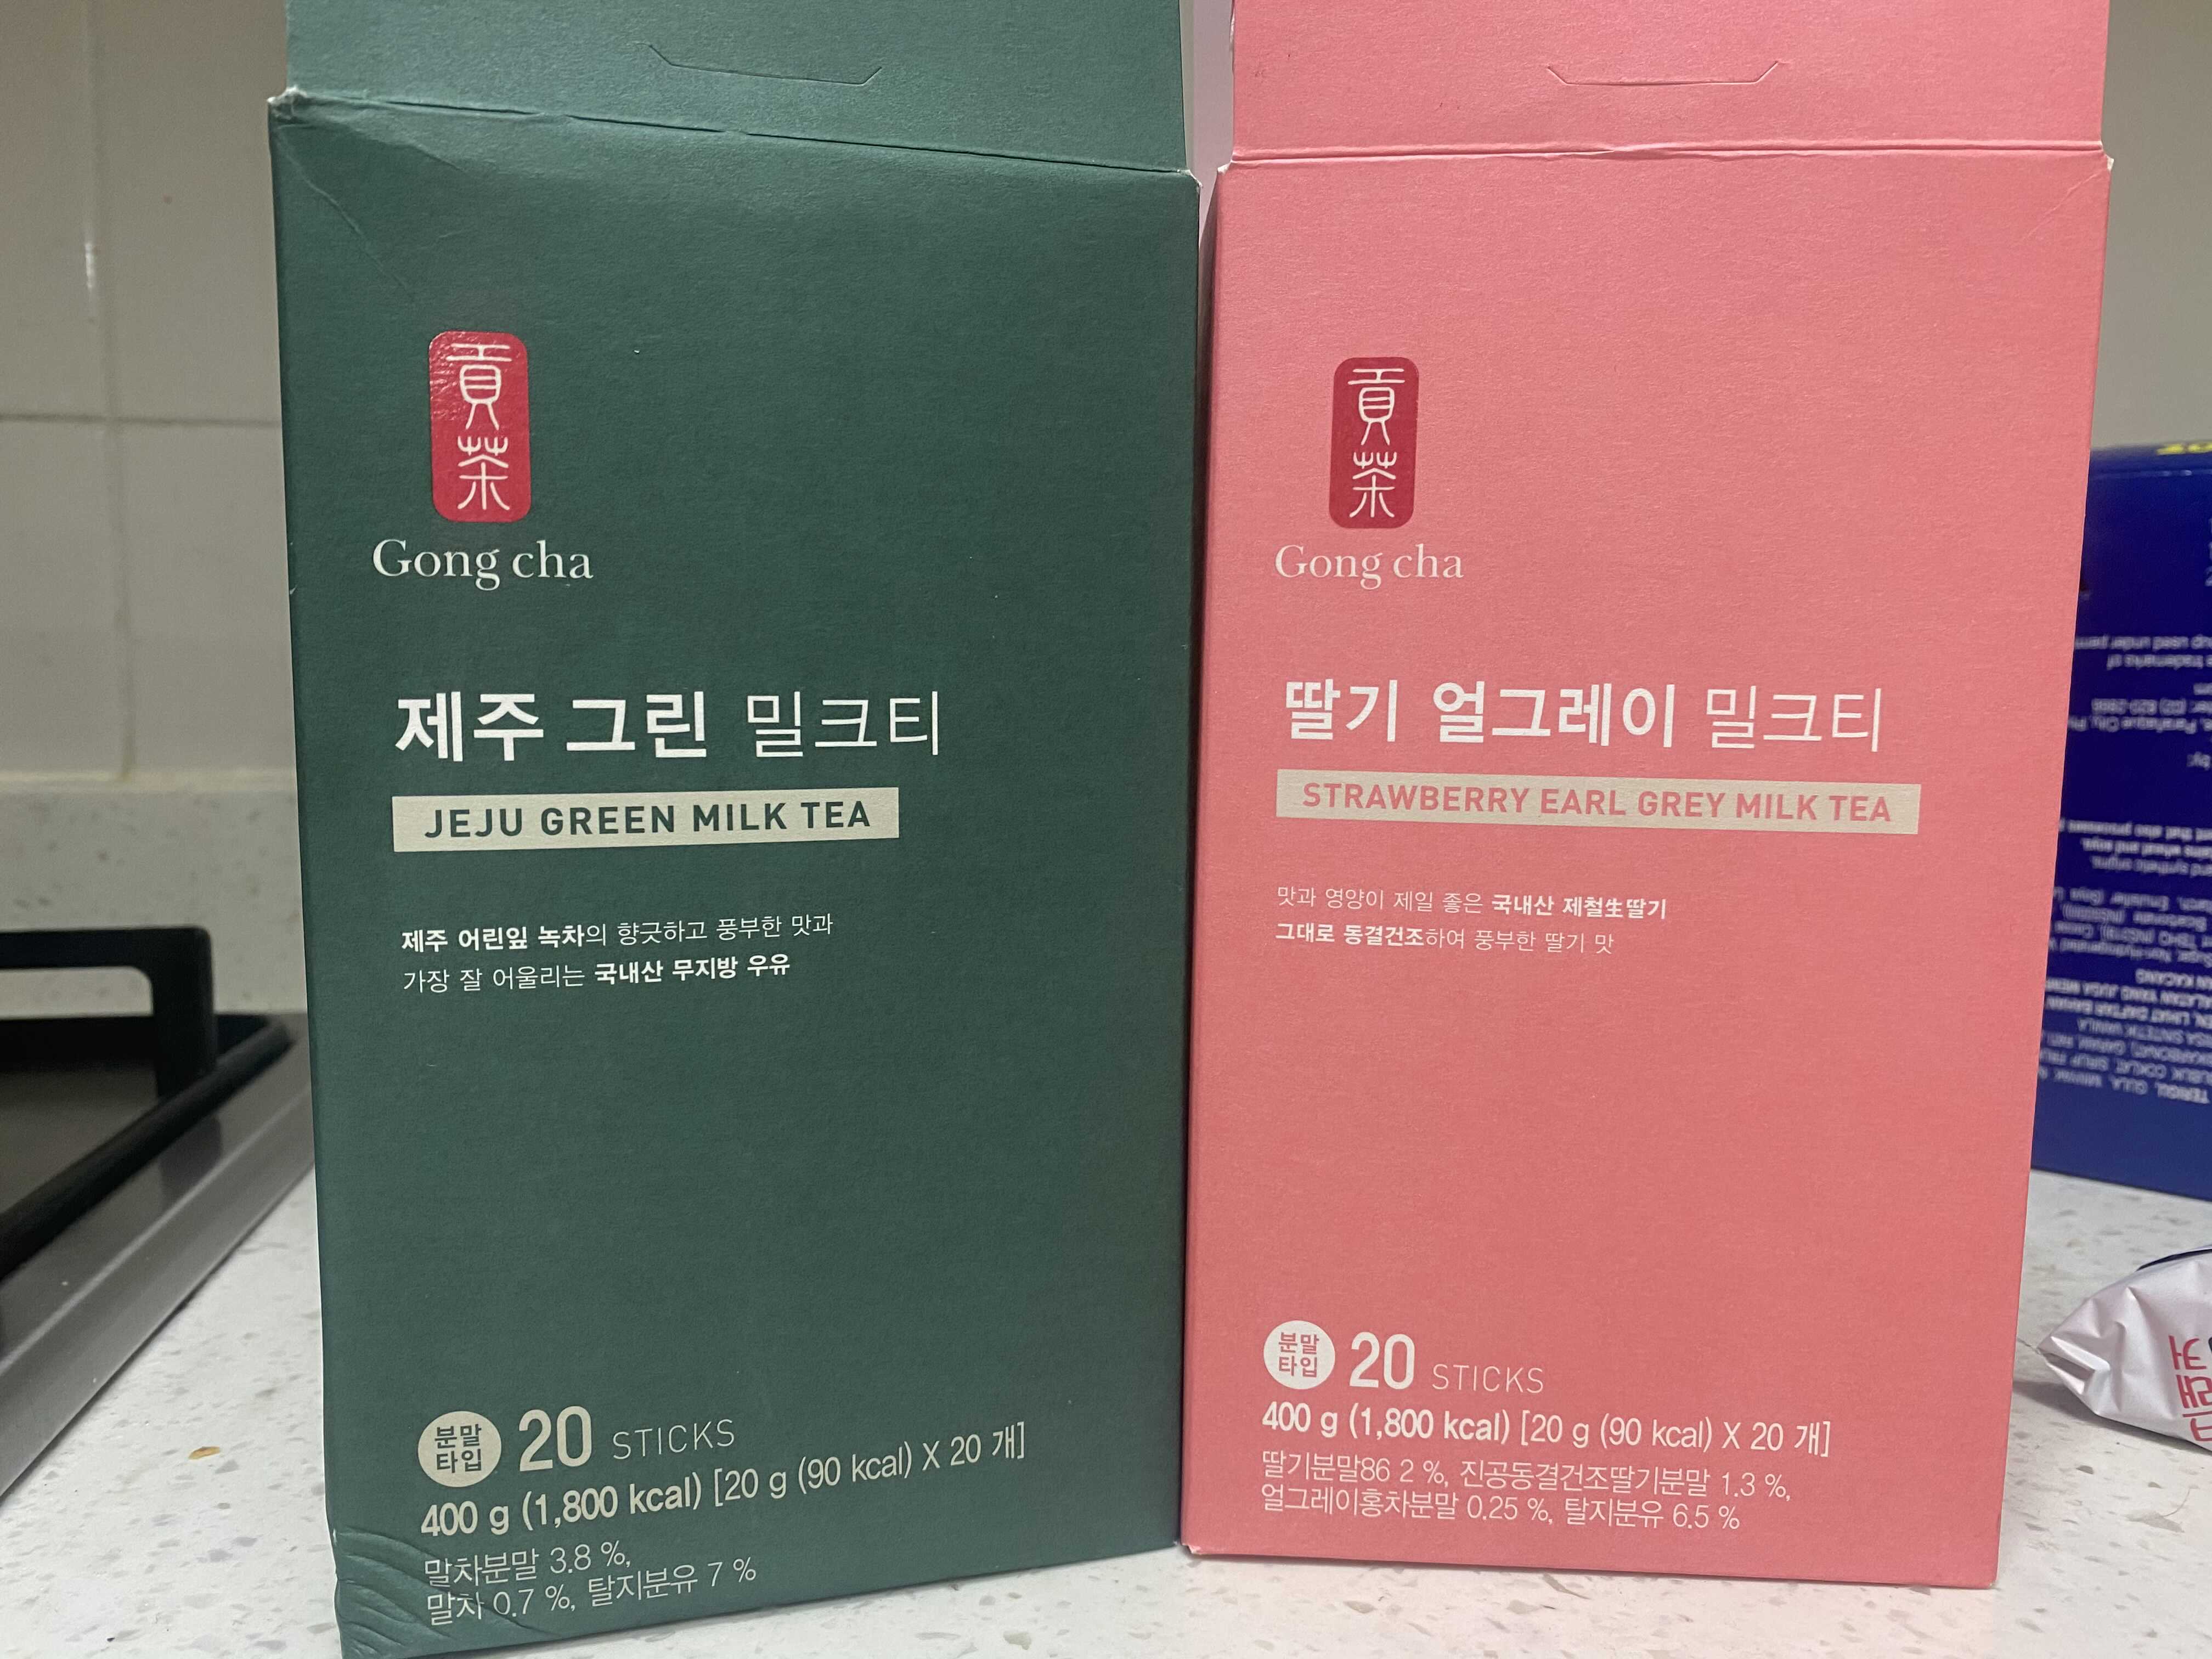 貢茶
Gong cha
제주 그린 밀크티
JEJU GREEN MILK TEA
제주 어린잎 녹차의 향긋하고 풍부한 맛과
가장 잘 어울리는 국내산 무지방 우유
분말
타입
20 STICKS
400 g (1,800 kcal) [20 g (90 kcal) X 20 개]
말차분말 3.8 %,
말차 0.7 %, 탈지분유 7 %
貢茶
Gong cha
딸기 얼그레이 밀크티
STRAWBERRY EARL GREY MILK TEA
맛과 영양이 제일 좋은 국내산 제철生딸기
그대로 동결건조하여 풍부한 딸기 맛
분말
타입
20 STICKS
400 g (1,800 kcal) [20 g (90 kcal) X 20 개]
딸기분말86 2 %, 진공동결건조딸기분말 1.3 %,
얼그레이홍차분말 0.25 %, 탈지분유 6.5 %